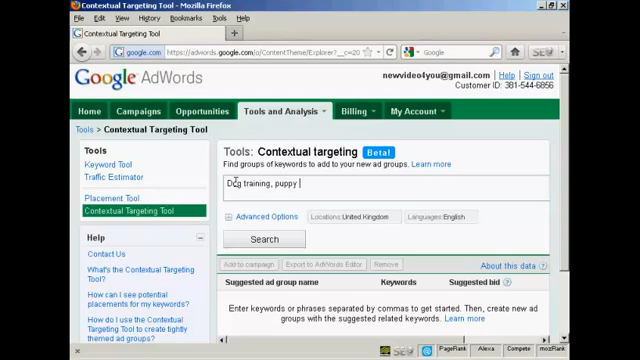 Contextual Targeting Tool - Mozilla Firefox
File Edit View History Bookmarks Tools Help
Contextual Targeting Tool
google.com https://adwords.google.co.uk/o/ContentTheme/Explorer?__c=20 Google SEO
Google AdWords
newvideo4you@gmail.com Help Sign out
Customer ID: 381-544-6856
Home Campaigns Opportunities Tools and Analysis Billing My Account
Tools > Contextual Targeting Tool
Tools
Keyword Tool
Traffic Estimator
Placement Tool
Contextual Targeting Tool
Help
Contact Us
What's the Contextual Targeting Tool?
How can I see potential placements for my keywords?
How do I use the Contextual Targeting Tool to create tightly themed ad groups?
Tools: Contextual targeting Beta!
Find groups of keywords to add to your new ad groups. Learn more
Dog training, puppy
Advanced Options Locations: United Kingdom Languages: English
Search
Add to campaign Export to AdWords Editor Remove About this data
Suggested ad group name Keywords Suggested bid
Enter keywords or phrases separated by commas to get started. Then, create new ad
groups with the suggested related keywords. Learn more
SEO PageRank Alexa Compete mozRank